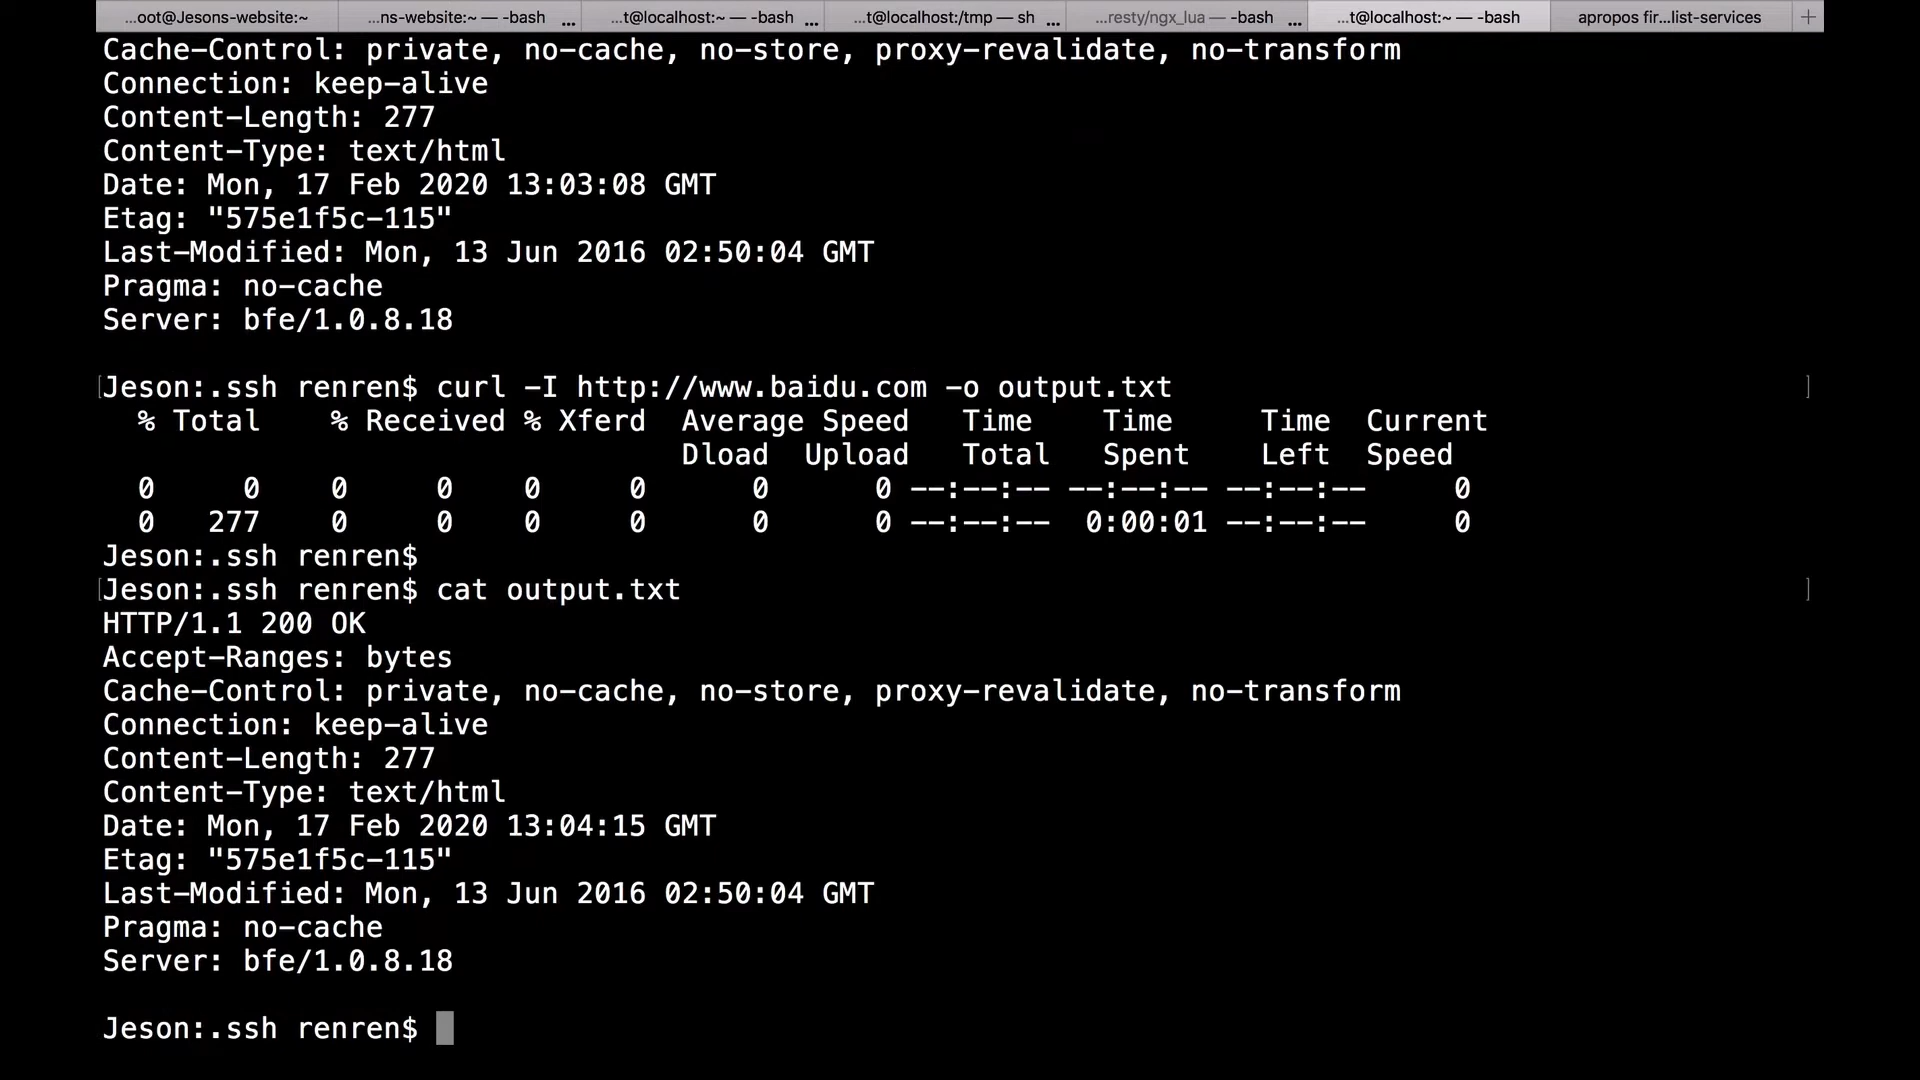 ...oot@Jesons-website:~ ...ns-website:~ — -bash ... ...t@localhost:~ — -bash ... ...t@localhost:/tmp — sh ... ...resty/ngx_lua — -bash ... ...t@localhost:~ — -bash apropos fir...list-services +
Cache-Control: private, no-cache, no-store, proxy-revalidate, no-transform
Connection: keep-alive
Content-Length: 277
Content-Type: text/html
Date: Mon, 17 Feb 2020 13:03:08 GMT
Etag: "575e1f5c-115"
Last-Modified: Mon, 13 Jun 2016 02:50:04 GMT
Pragma: no-cache
Server: bfe/1.0.8.18
[Jeson:.ssh renren$ curl -I http://www.baidu.com -o output.txt ]
% Total % Received % Xferd Average Speed Time Time Time Current
Dload Upload Total Spent Left Speed
0 0 0 0 0 0 0 0 --:--:-- --:--:-- --:--:-- 0
0 277 0 0 0 0 0 0 --:--:-- 0:00:01 --:--:-- 0
Jeson:.ssh renren$
[Jeson:.ssh renren$ cat output.txt ]
HTTP/1.1 200 OK
Accept-Ranges: bytes
Cache-Control: private, no-cache, no-store, proxy-revalidate, no-transform
Connection: keep-alive
Content-Length: 277
Content-Type: text/html
Date: Mon, 17 Feb 2020 13:04:15 GMT
Etag: "575e1f5c-115"
Last-Modified: Mon, 13 Jun 2016 02:50:04 GMT
Pragma: no-cache
Server: bfe/1.0.8.18
Jeson:.ssh renren$